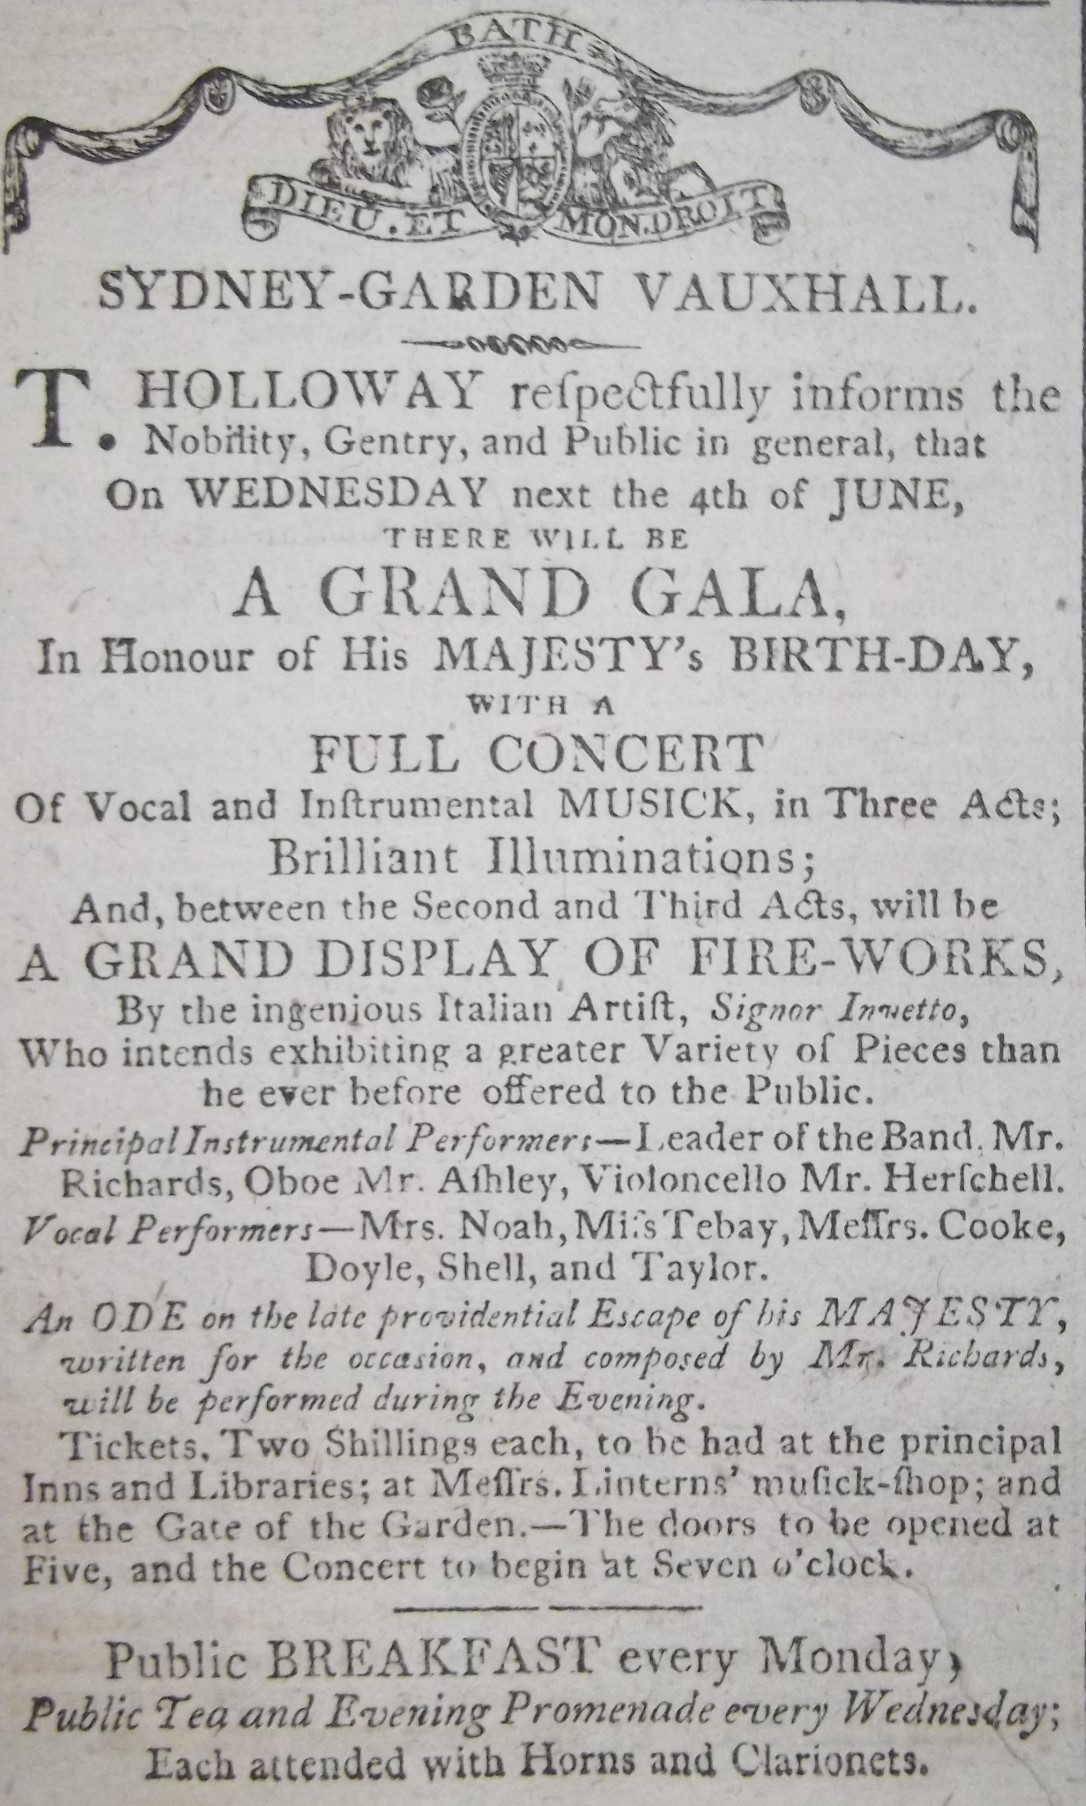 BATH
DIEU.ET MON.DROIT
SYDNEY-GARDEN VAUXHALL.
T. HOLLOWAY reſpectfully informs the
Nobility, Gentry, and Public in general, that
On WEDNESDAY next the 4th of JUNE,
THERE WILL BE
A GRAND GALA,
In Honour of His MAJESTY's BIRTH-DAY,
WITH A
FULL CONCERT
Of Vocal and Inſtrumental MUSICK, in Three Acts;
Brilliant Illuminations;
And, between the Second and Third Acts, will be
A GRAND DISPLAY OF FIRE-WORKS,
By the ingenious Italian Artiſt, Signor Invetto,
Who intends exhibiting a greater Variety of Pieces than
he ever before offered to the Public.
Principal Instrumental Performers—Leader of the Band, Mr.
Richards, Oboe Mr. Aſhley, Violoncello Mr. Herſchell.
Vocal Performers—Mrs. Noah, Miſs Tebay, Meſſrs. Cooke,
Doyle, Shell, and Taylor.
An ODE on the late providential Escape of his MAJESTY,
written for the occasion, and composed by Mr. Richards,
will be performed during the Evening.
Tickets, Two Shillings each, to be had at the principal
Inns and Libraries; at Meſſrs. Linterns' muſick-ſhop; and
at the Gate of the Garden.—The doors to be opened at
Five, and the Concert to begin at Seven o'clock.
Public BREAKFAST every Monday;
Public Tea and Evening Promenade every Wednesday;
Each attended with Horns and Clarionets.